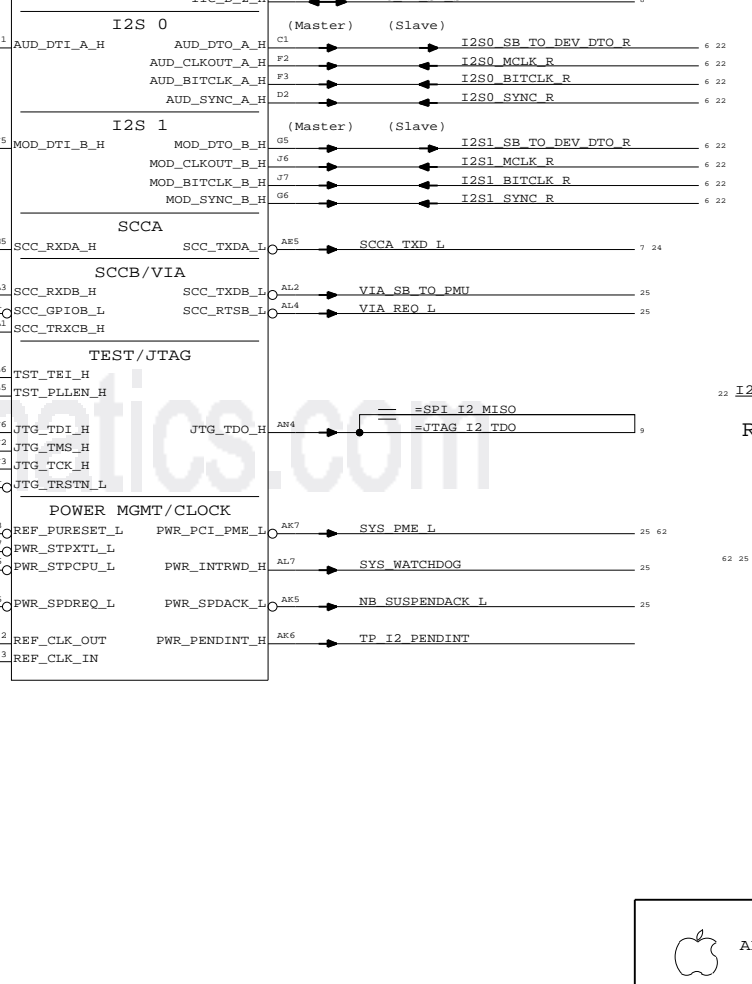 I2S 0 (Master) (Slave)
AUD_DTI_A_H AUD_DTO_A_H C1 I2S0_SB_TO_DEV_DTO_R 6 22
AUD_CLKOUT_A_H F2 I2S0_MCLK_R 6 22
AUD_BITCLK_A_H F3 I2S0_BITCLK_R 6 22
AUD_SYNC_A_H D2 I2S0_SYNC_R 6 22
I2S 1 (Master) (Slave)
MOD_DTI_B_H MOD_DTO_B_H G5 I2S1_SB_TO_DEV_DTO_R 6 22
MOD_CLKOUT_B_H J6 I2S1_MCLK_R 6 22
MOD_BITCLK_B_H J7 I2S1_BITCLK_R 6 22
MOD_SYNC_B_H G6 I2S1_SYNC_R 6 22
SCCA
SCC_RXDA_H SCC_TXDA_L AE5 SCCA_TXD_L 7 24
SCCB/VIA
SCC_RXDB_H SCC_TXDB_L AL2 VIA_SB_TO_PMU 25
SCC_GPIOB_L SCC_RTSB_L AL4 VIA_REQ_L 25
SCC_TRXCB_H
TEST/JTAG
TST_TEI_H
TST_PLLEN_H
22 I2
=SPI_I2_MISO
JTG_TDI_H JTG_TDO_H AN4 =JTAG_I2_TDO 9
JTG_TMS_H
JTG_TCK_H
JTG_TRSTN_L
matics.com
POWER MGMT/CLOCK
REF_PURESET_L PWR_PCI_PME_L AK7 SYS_PME_L 25 62
PWR_STPXTL_L
PWR_STPCPU_L PWR_INTRWD_H AL7 SYS_WATCHDOG 25
62 25
PWR_SPDREQ_L PWR_SPDACK_L AK5 NB_SUSPENDACK_L 25
REF_CLK_OUT PWR_PENDINT_H AK6 TP_I2_PENDINT
REF_CLK_IN